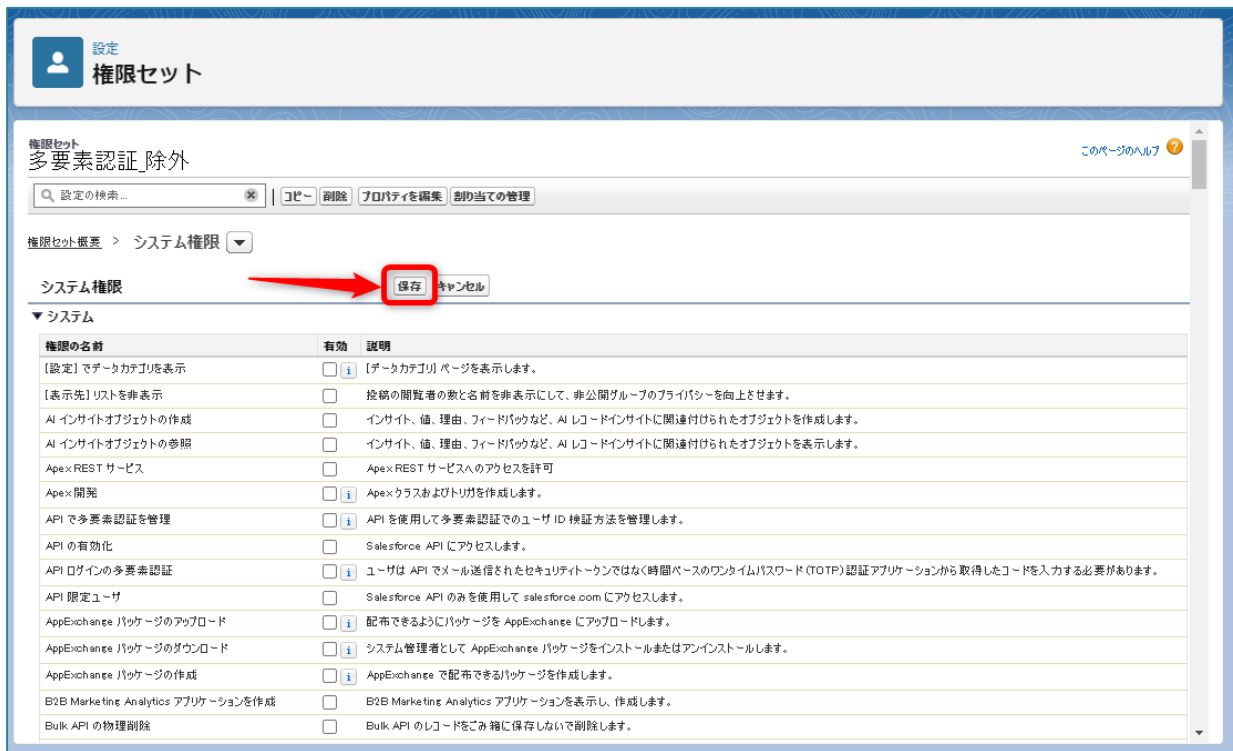 設定
権限セット
権限セット
多要素認証_除外
このページのヘルプ
設定の検索... コピー 削除 プロパティを編集 割り当ての管理
権限セット概要 > システム権限
システム権限 保存 キャンセル
▼ システム
権限の名前 有効 説明
[設定] でデータカテゴリを表示 i [データカテゴリ] ページを表示します。
[表示先] リストを非表示 投稿の閲覧者の数と名前を非表示にして、非公開グループのプライバシーを向上させます。
AI インサイトオブジェクトの作成 インサイト、値、理由、フィードバックなど、AI レコードインサイトに関連付けられたオブジェクトを作成します。
AI インサイトオブジェクトの参照 インサイト、値、理由、フィードバックなど、AI レコードインサイトに関連付けられたオブジェクトを表示します。
Apex REST サービス Apex REST サービスへのアクセスを許可
Apex 開発 i Apex クラスおよびトリガを作成します。
API で多要素認証を管理 i API を使用して多要素認証でのユーザ ID 検証方法を管理します。
API の有効化 Salesforce API にアクセスします。
API ログインの多要素認証 i ユーザは API でメール送信されたセキュリティトークンではなく時間ベースのワンタイムパスワード (TOTP) 認証アプリケーションから取得したコードを入力する必要があります。
API 限定ユーザ Salesforce API のみを使用して salesforce.com にアクセスします。
AppExchange パッケージのアップロード i 配布できるようにパッケージを AppExchange にアップロードします。
AppExchange パッケージのダウンロード i システム管理者として AppExchange パッケージをインストールまたはアンインストールします。
AppExchange パッケージの作成 i AppExchange で配布できるパッケージを作成します。
B2B Marketing Analytics アプリケーションを作成 B2B Marketing Analytics アプリケーションを表示し、作成します。
Bulk API の物理削除 Bulk API のレコードをごみ箱に保存しないで削除します。